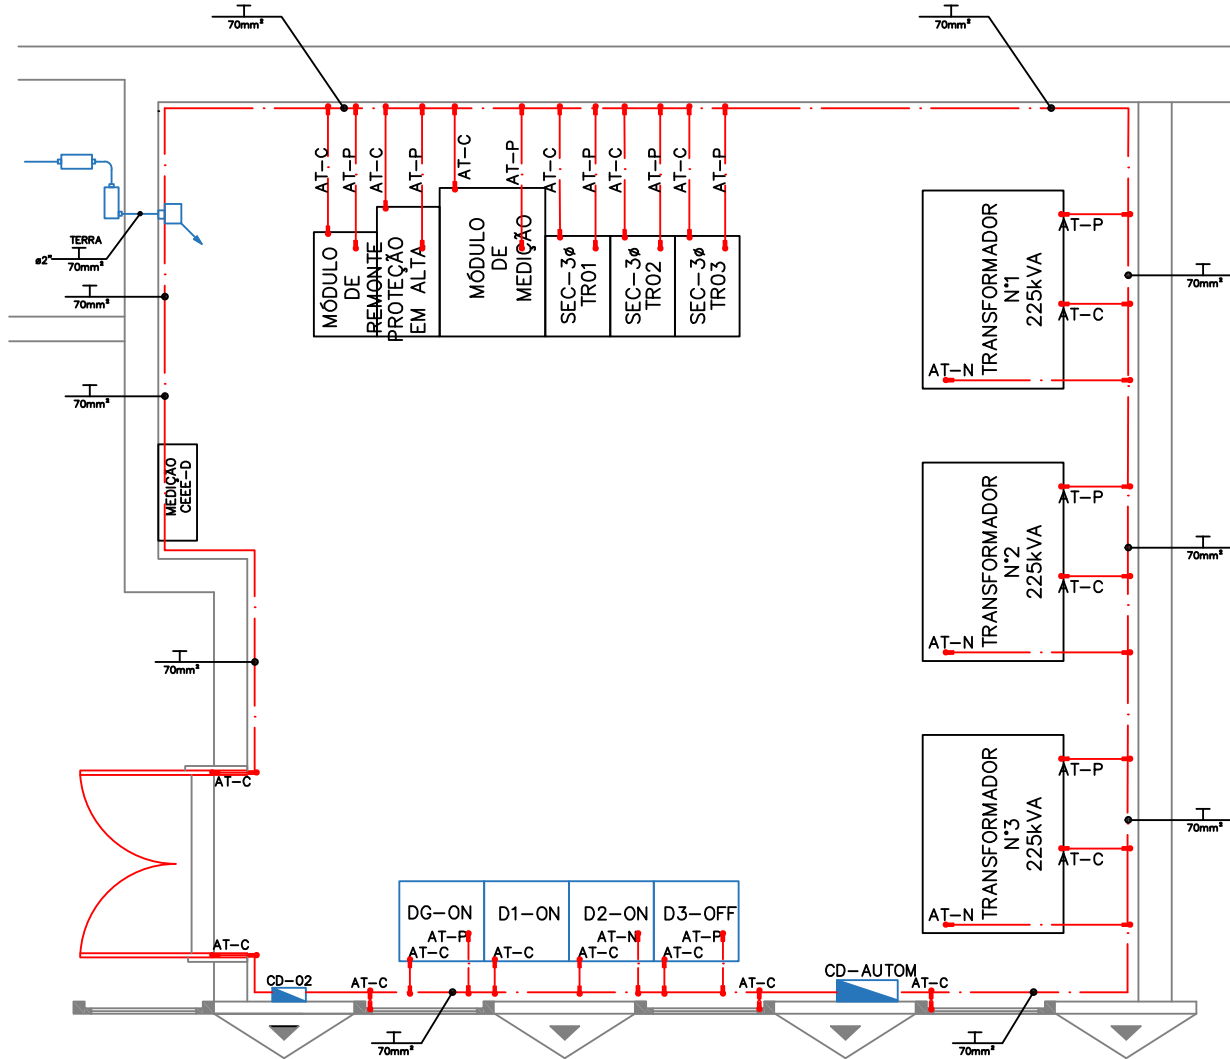 T
70mm²
T
70mm²
AT-C
AT-P
AT-C
AT-P
AT-C
AT-P
AT-C
AT-P
AT-C
AT-P
AT-C
AT-P
MÓDULO
DE
REMONTE
PROTEÇÃO
EM ALTA
MÓDULO
DE
MEDIÇÃO
SEC-3ø
TR01
SEC-3ø
TR02
SEC-3ø
TR03
TERRA
ø2"
T
70mm²
T
70mm²
T
70mm²
MEDIÇÃO
CEEE-D
T
70mm²
TRANSFORMADOR
N°1
225kVA
AT-P
AT-C
AT-N
T
70mm²
TRANSFORMADOR
N°2
225kVA
AT-P
AT-C
AT-N
T
70mm²
TRANSFORMADOR
N°3
225kVA
AT-P
AT-C
AT-N
T
70mm²
AT-C
AT-C
DG-ON
D1-ON
D2-ON
D3-OFF
AT-P
AT-N
AT-P
AT-C
AT-C
AT-C
AT-C
CD-02
AT-C
AT-C
CD-AUTOM
AT-C
T
70mm²
T
70mm²